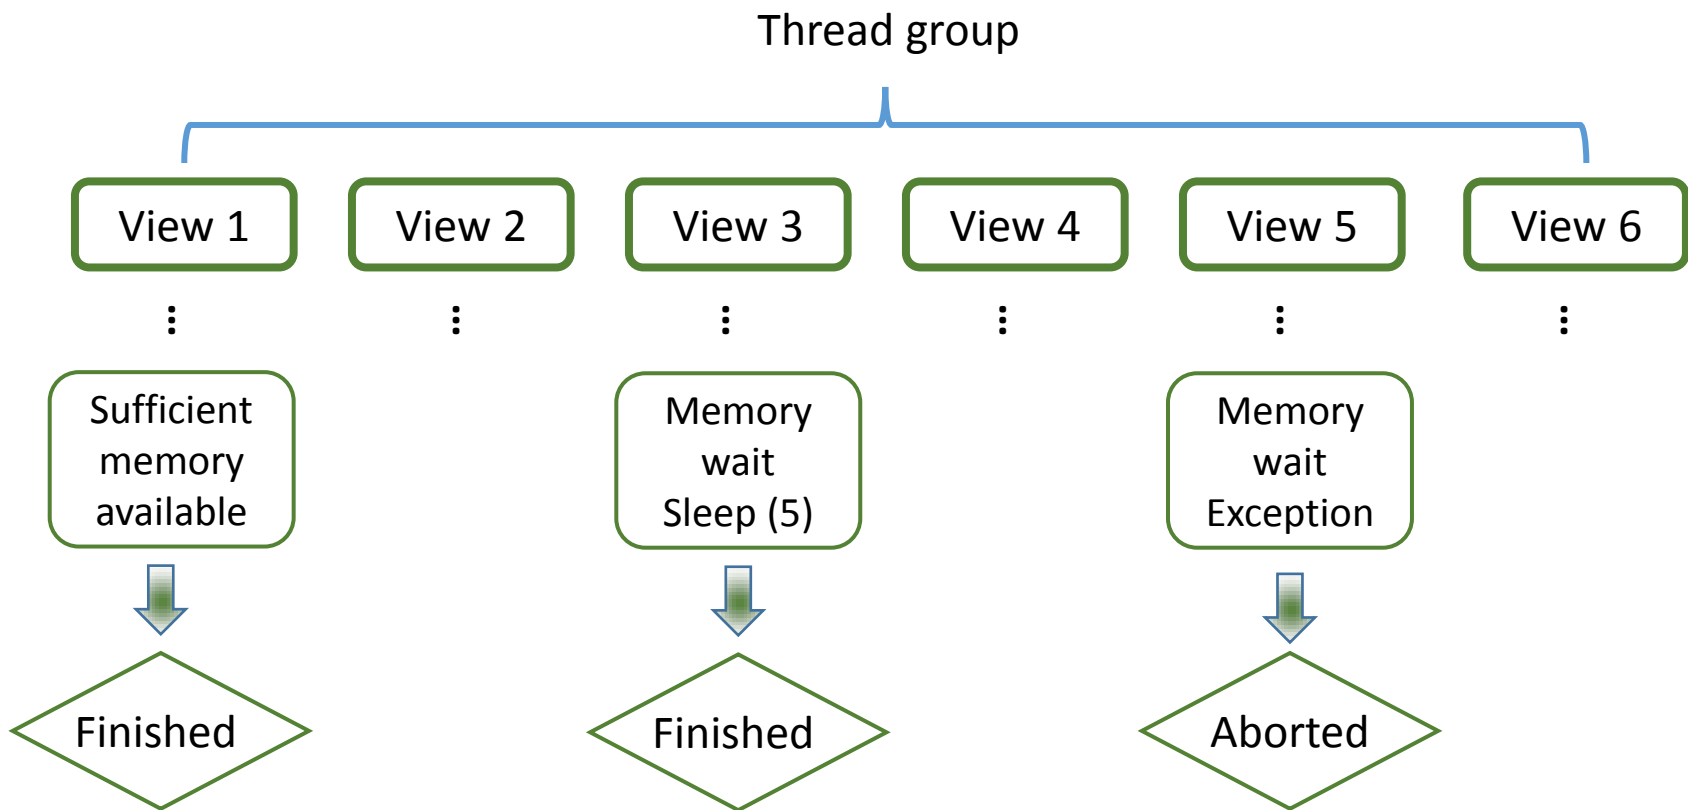 Thread group
View 1
View 2
View 3
View 4
View 5
View 6
Sufficient
memory
available
Memory
wait
Sleep (5)
Memory
wait
Exception
Finished
Finished
Aborted